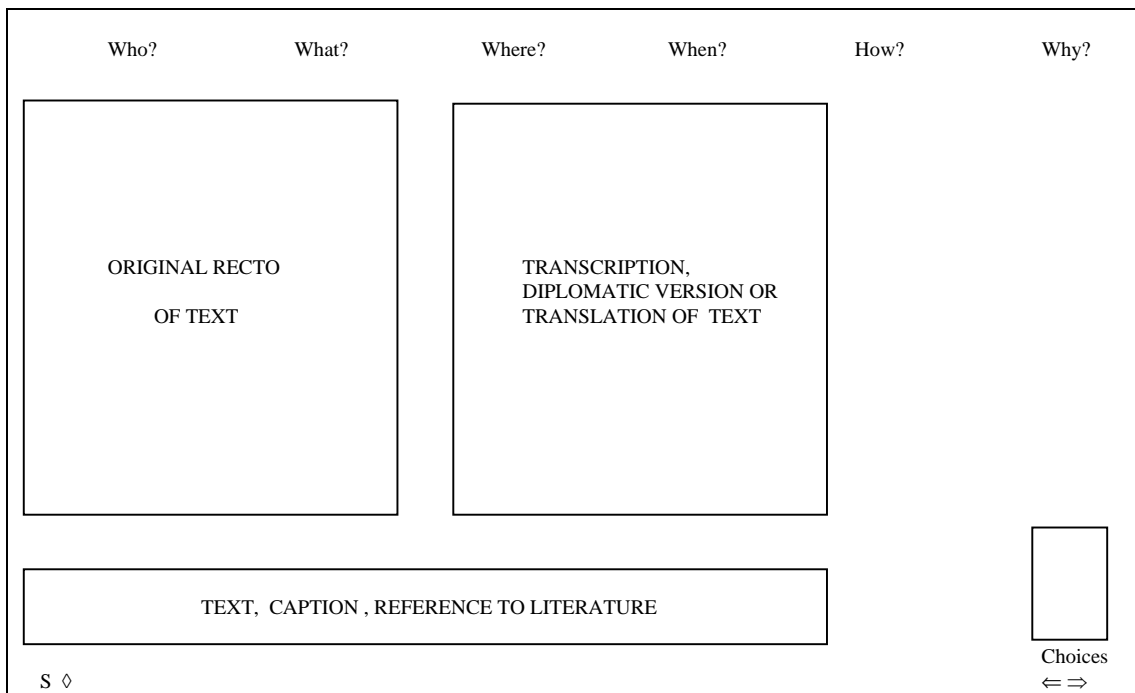 Who? What? Where? When? How? Why?
ORIGINAL RECTO
OF TEXT
TRANSCRIPTION,
DIPLOMATIC VERSION OR
TRANSLATION OF TEXT
TEXT, CAPTION , REFERENCE TO LITERATURE
Choices
S ◊ ⇐ ⇒